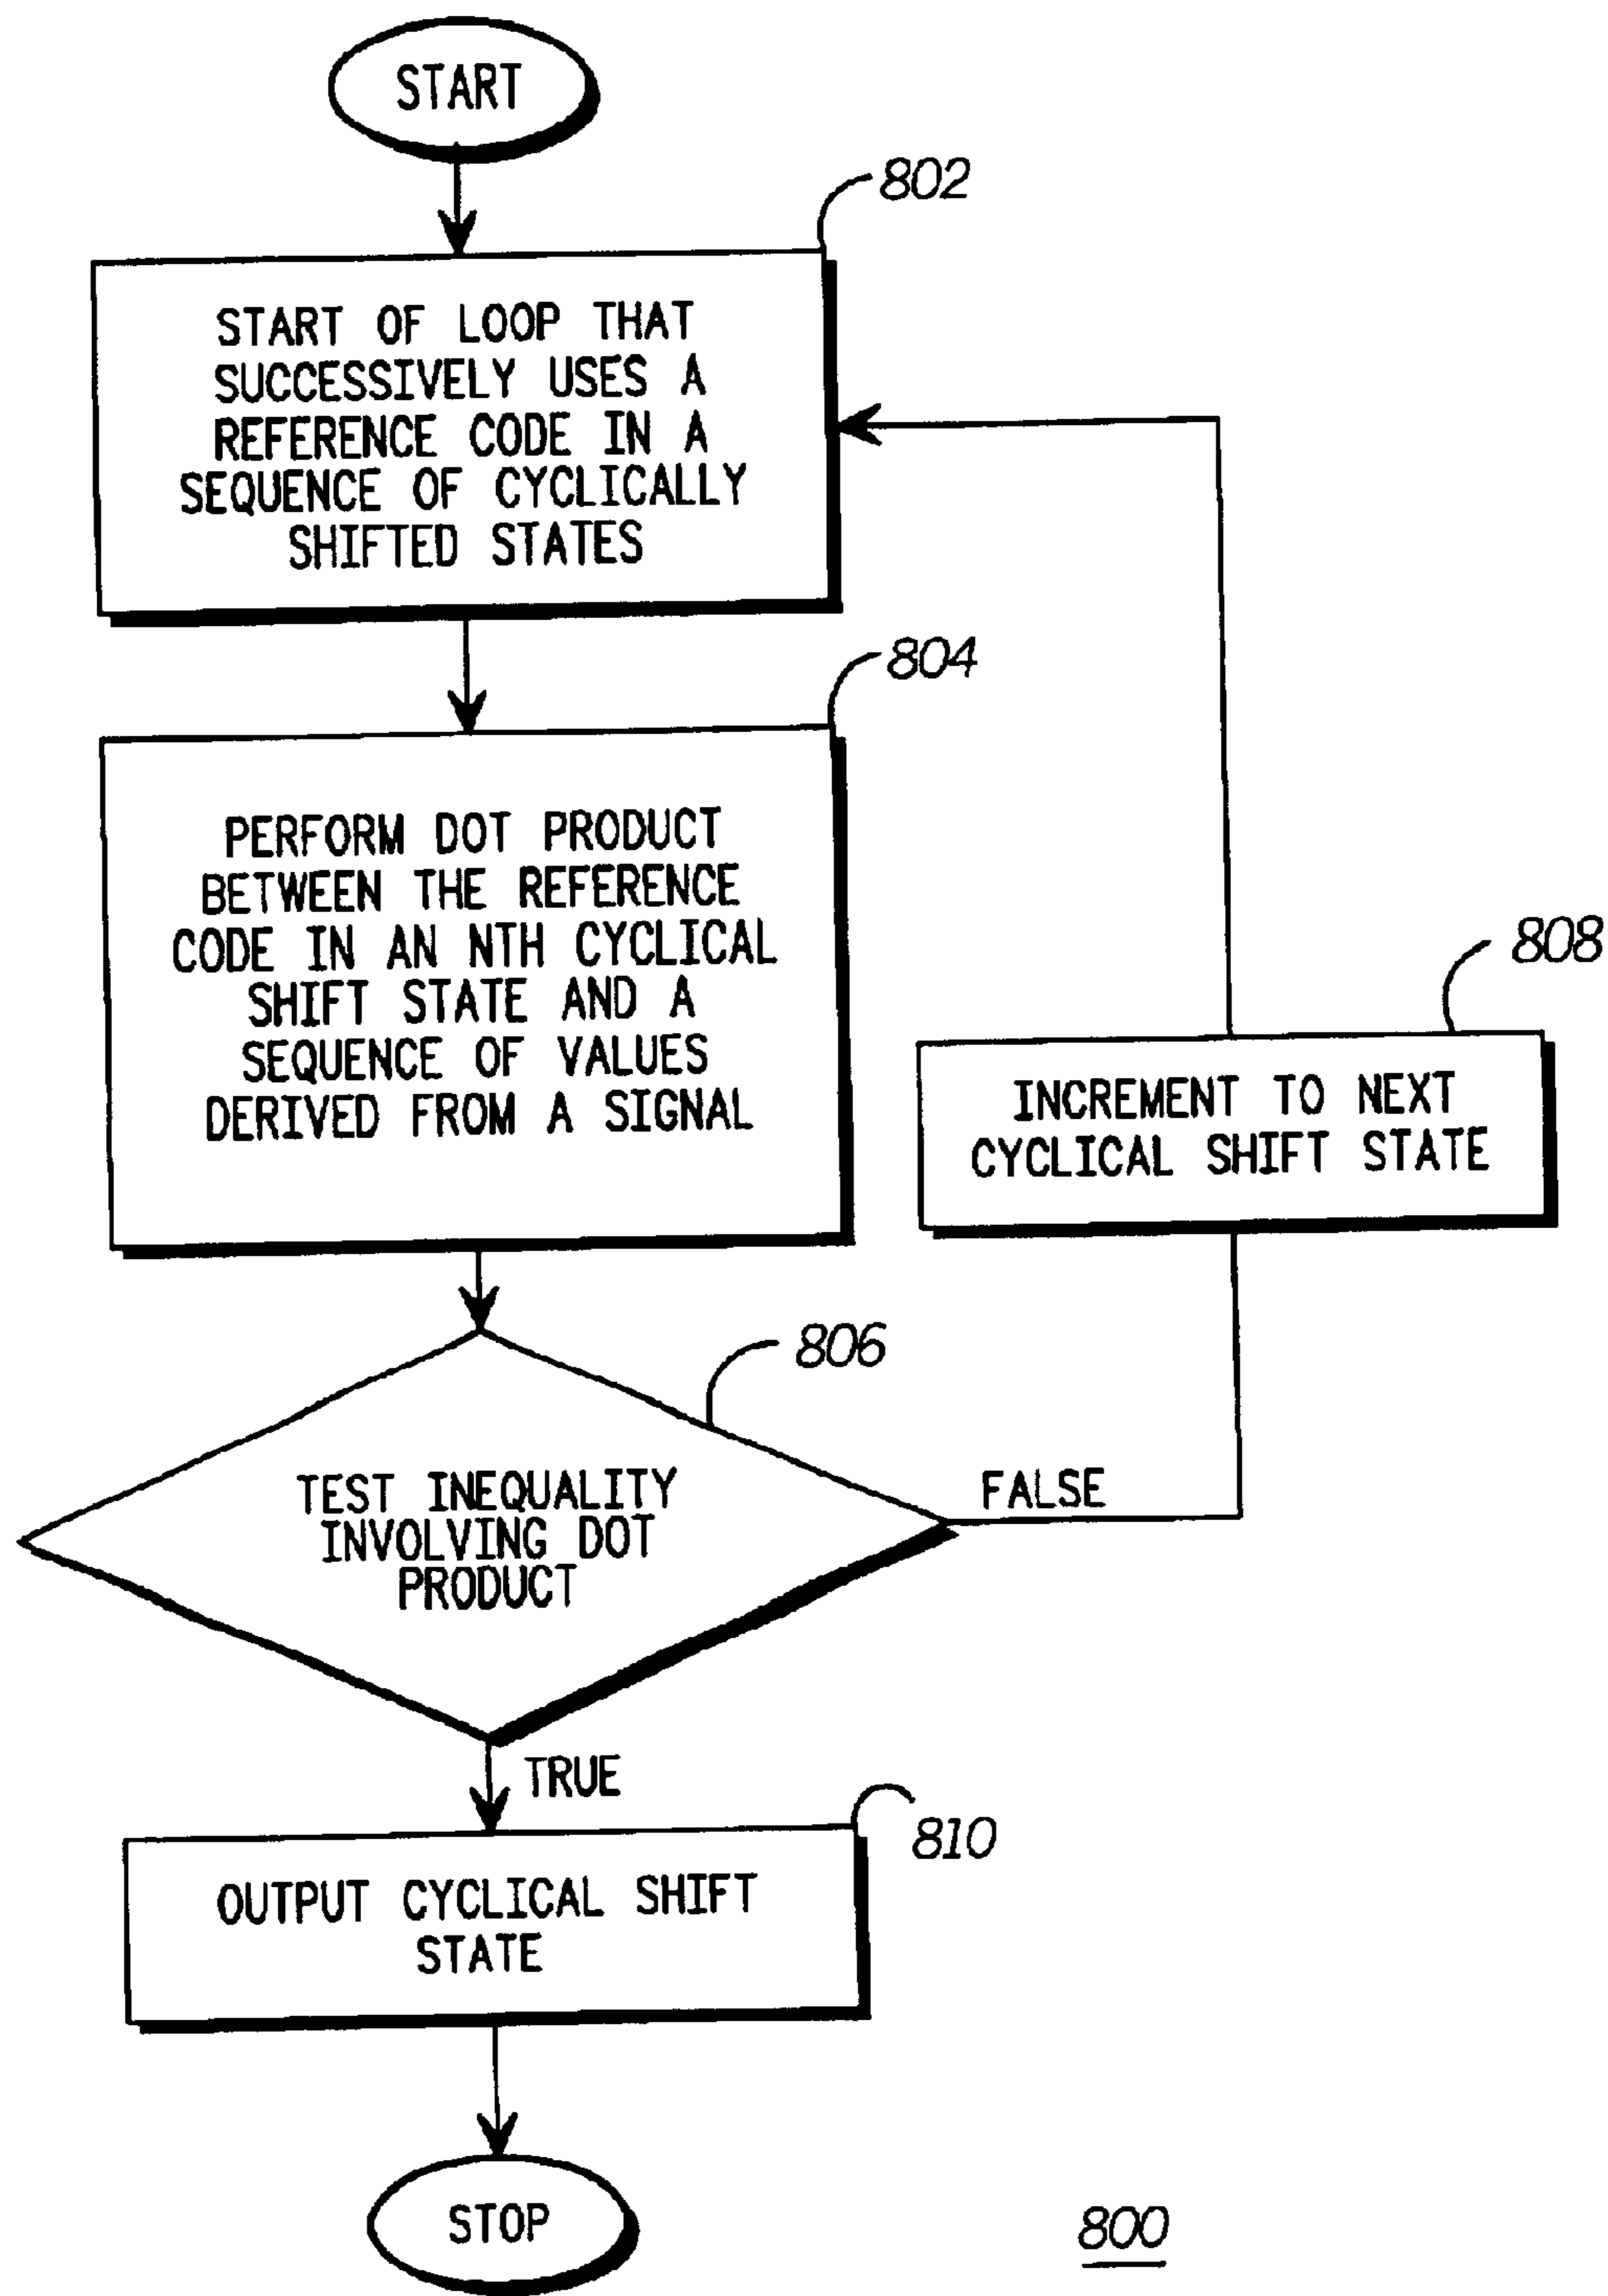 START
802
START OF LOOP THAT
SUCCESSIVELY USES A
REFERENCE CODE IN A
SEQUENCE OF CYCLICALLY
SHIFTED STATES
804
PERFORM DOT PRODUCT
BETWEEN THE REFERENCE
CODE IN AN NTH CYCLICAL
SHIFT STATE AND A
SEQUENCE OF VALUES
DERIVED FROM A SIGNAL
808
INCREMENT TO NEXT
CYCLICAL SHIFT STATE
806
TEST INEQUALITY
INVOLVING DOT
PRODUCT
FALSE
TRUE
810
OUTPUT CYCLICAL SHIFT
STATE
STOP
800